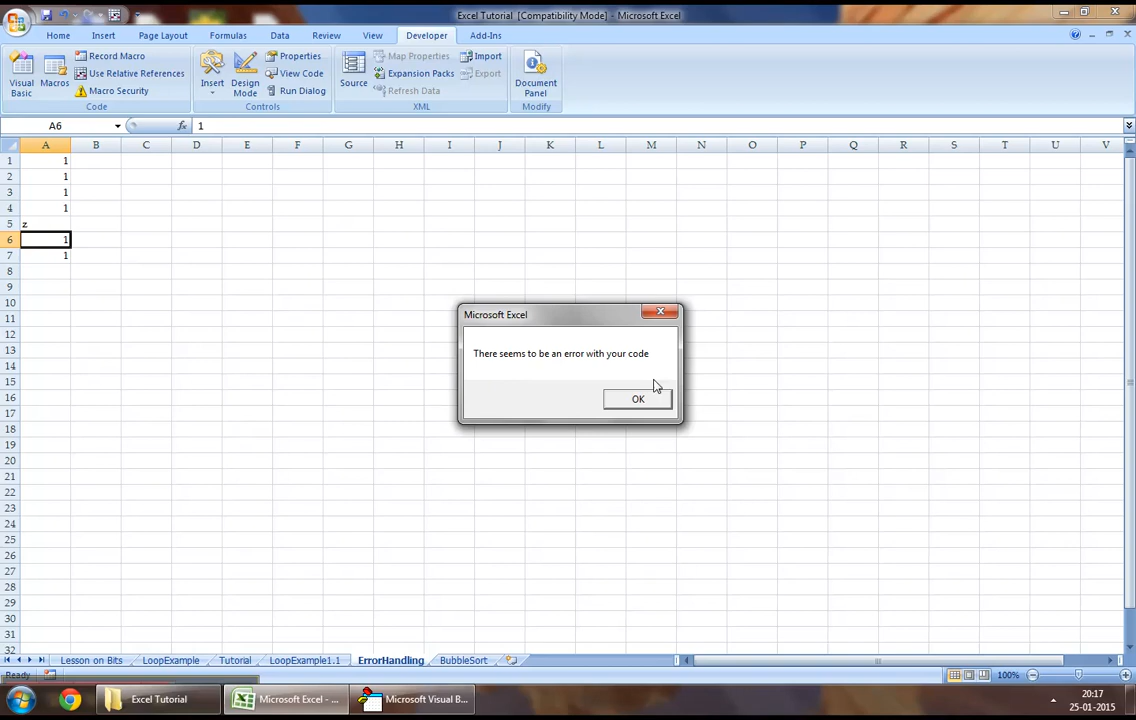 Excel Tutorial [Compatibility Mode] - Microsoft Excel
Home Insert Page Layout Formulas Data Review View Developer Add-Ins
Visual Basic
Macros
Record Macro
Use Relative References
Macro Security
Code
Insert
Design Mode
Properties
View Code
Run Dialog
Controls
Source
Map Properties
Expansion Packs
Refresh Data
Import
Export
XML
Document Panel
Modify
A6 fx 1
A B C D E F G H I J K L M N O P Q R S T U V
1 1
2 1
3 1
4 1
5 z
6 1
7 1
8
9
10
11
12
13
14
15
16
17
18
19
20
21
22
23
24
25
26
27
28
29
30
31
32
Microsoft Excel
There seems to be an error with your code
OK
Lesson on Bits LoopExample Tutorial LoopExample1.1 ErrorHandling BubbleSort
Ready 100%
Excel Tutorial Microsoft Excel - ... Microsoft Visual B... 20:17
25-01-2015